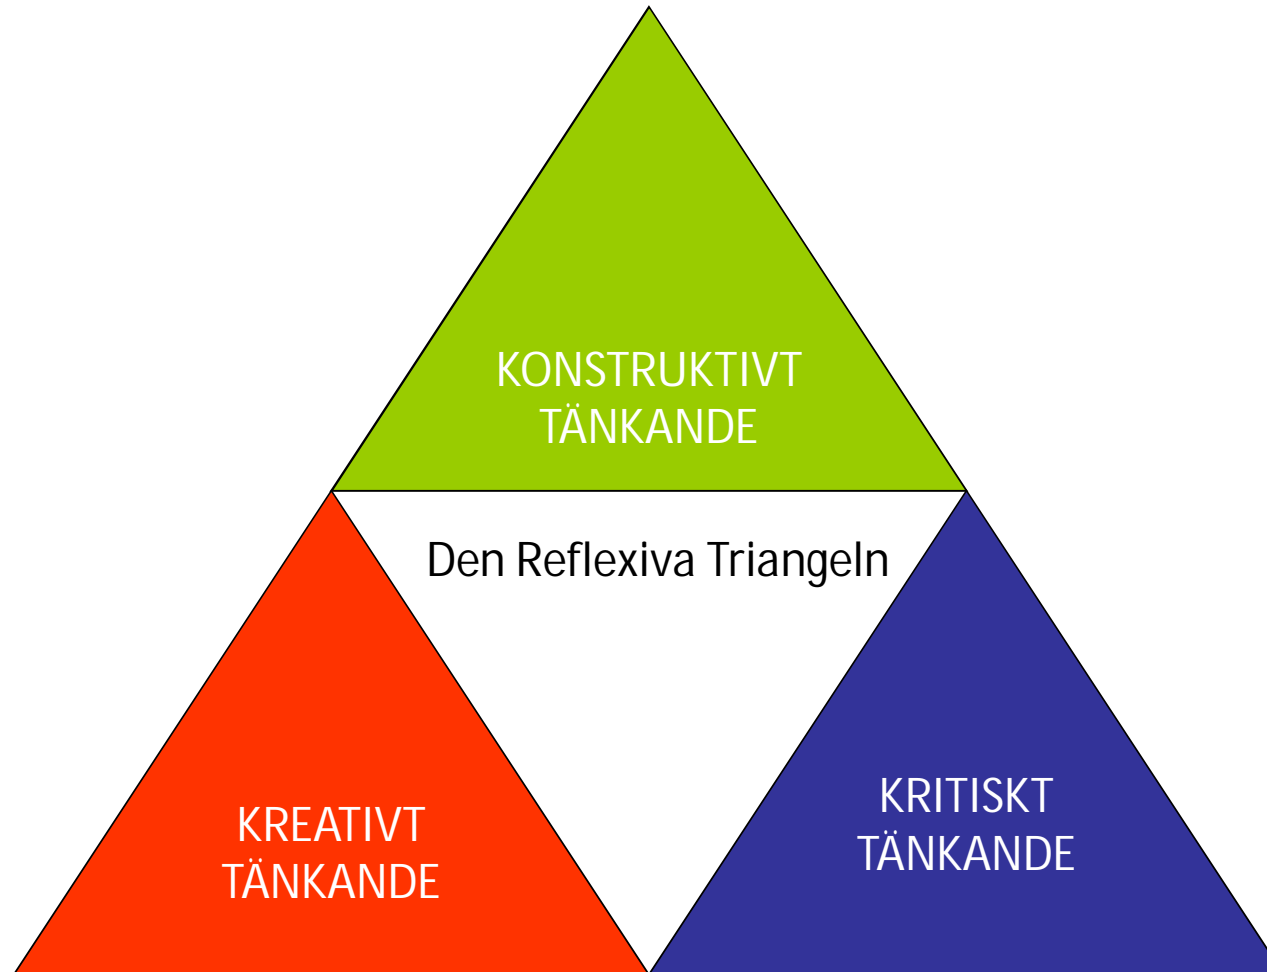 KONSTRUKTIVT
TÄNKANDE
Den Reflexiva Triangeln
KREATIVT
TÄNKANDE
KRITISKT
TÄNKANDE